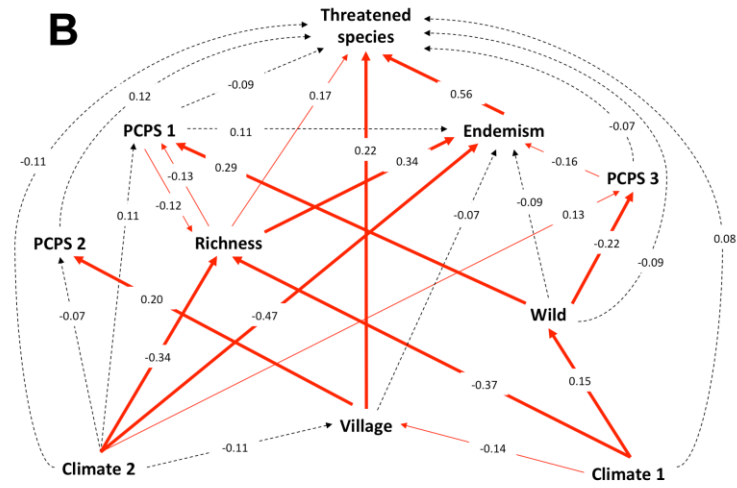 B
Threatened
species
0.12
-0.09
0.17
0.56
-0.11
PCPS 1
0.11
Endemism
-0.07
0.22
0.29
-0.13
0.34
-0.16
PCPS 3
0.11
-0.12
-0.07
-0.09
0.13
PCPS 2
Richness
-0.22
0.08
-0.09
0.20
-0.47
Wild
-0.07
-0.34
-0.37
0.15
Village
-0.11
-0.14
Climate 2
Climate 1